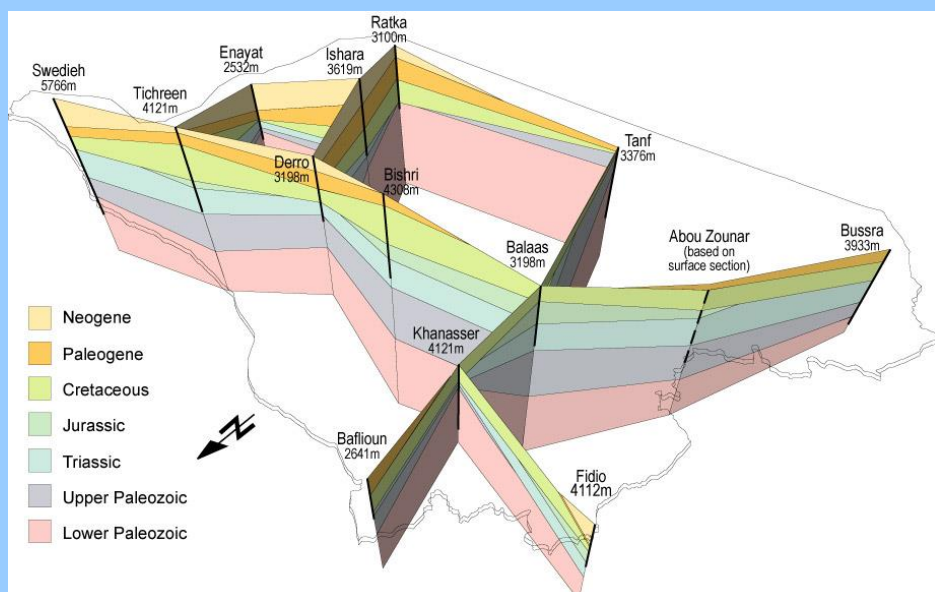 Ratka
3100m
Enayat
2532m
Ishara
3619m
Swedieh
5766m
Tichreen
4121m
Tanf
3376m
Derro
3198m
Bishri
4308m
Balaas
3198m
Abou Zounar
(based on
surface section)
Bussra
3933m
Khanasser
4121m
Baflioun
2641m
Fidio
4112m
Neogene
Paleogene
Cretaceous
Jurassic
Triassic
Upper Paleozoic
Lower Paleozoic
N